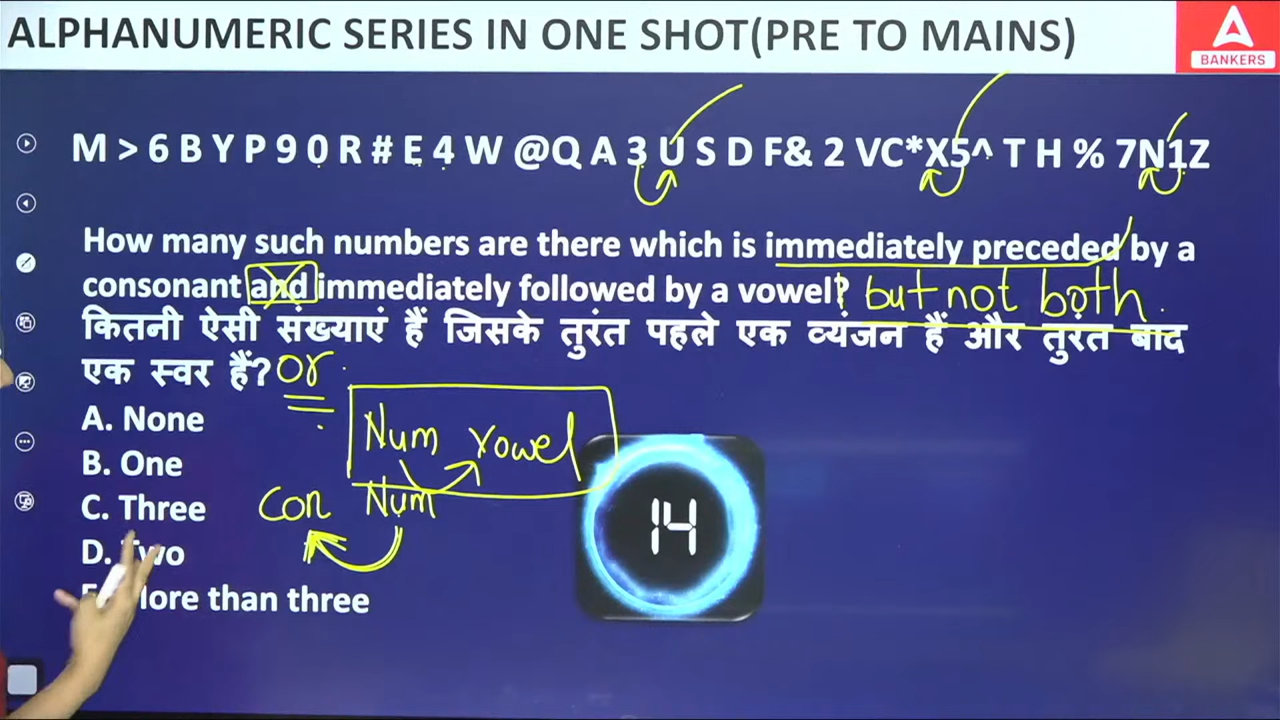 ALPHANUMERIC SERIES IN ONE SHOT(PRE TO MAINS)
A
BANKERS
M > 6 B Y P 9 0 R # E 4 W @Q A 3 U S D F& 2 VC*X5^ T H % 7N1Z
How many such numbers are there which is immediately preceded by a
consonant and immediately followed by a vowel? but not both.
कितनी ऐसी संख्याएं हैं जिसके तुरंत पहले एक व्यंजन हैं और तुरंत बाद
एक स्वर हैं? or
A. None
Num vowel
B. One
C. Three
Con Num
14
D. Two
More than three